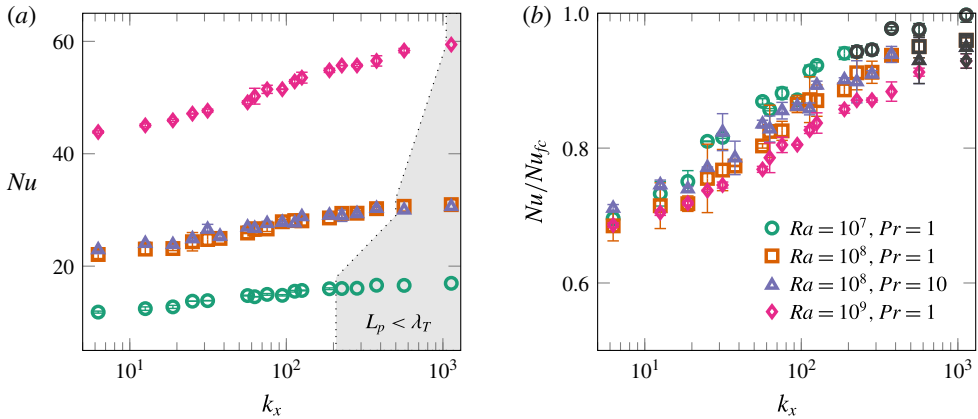 (a)
60
40
Nu
20
L_p < λ_T
10^1
10^2
10^3
k_x
(b)
1.0
0.8
Nu/Nu_fc
0.6
Ra = 10^7, Pr = 1
Ra = 10^8, Pr = 1
Ra = 10^8, Pr = 10
Ra = 10^9, Pr = 1
10^1
10^2
10^3
k_x